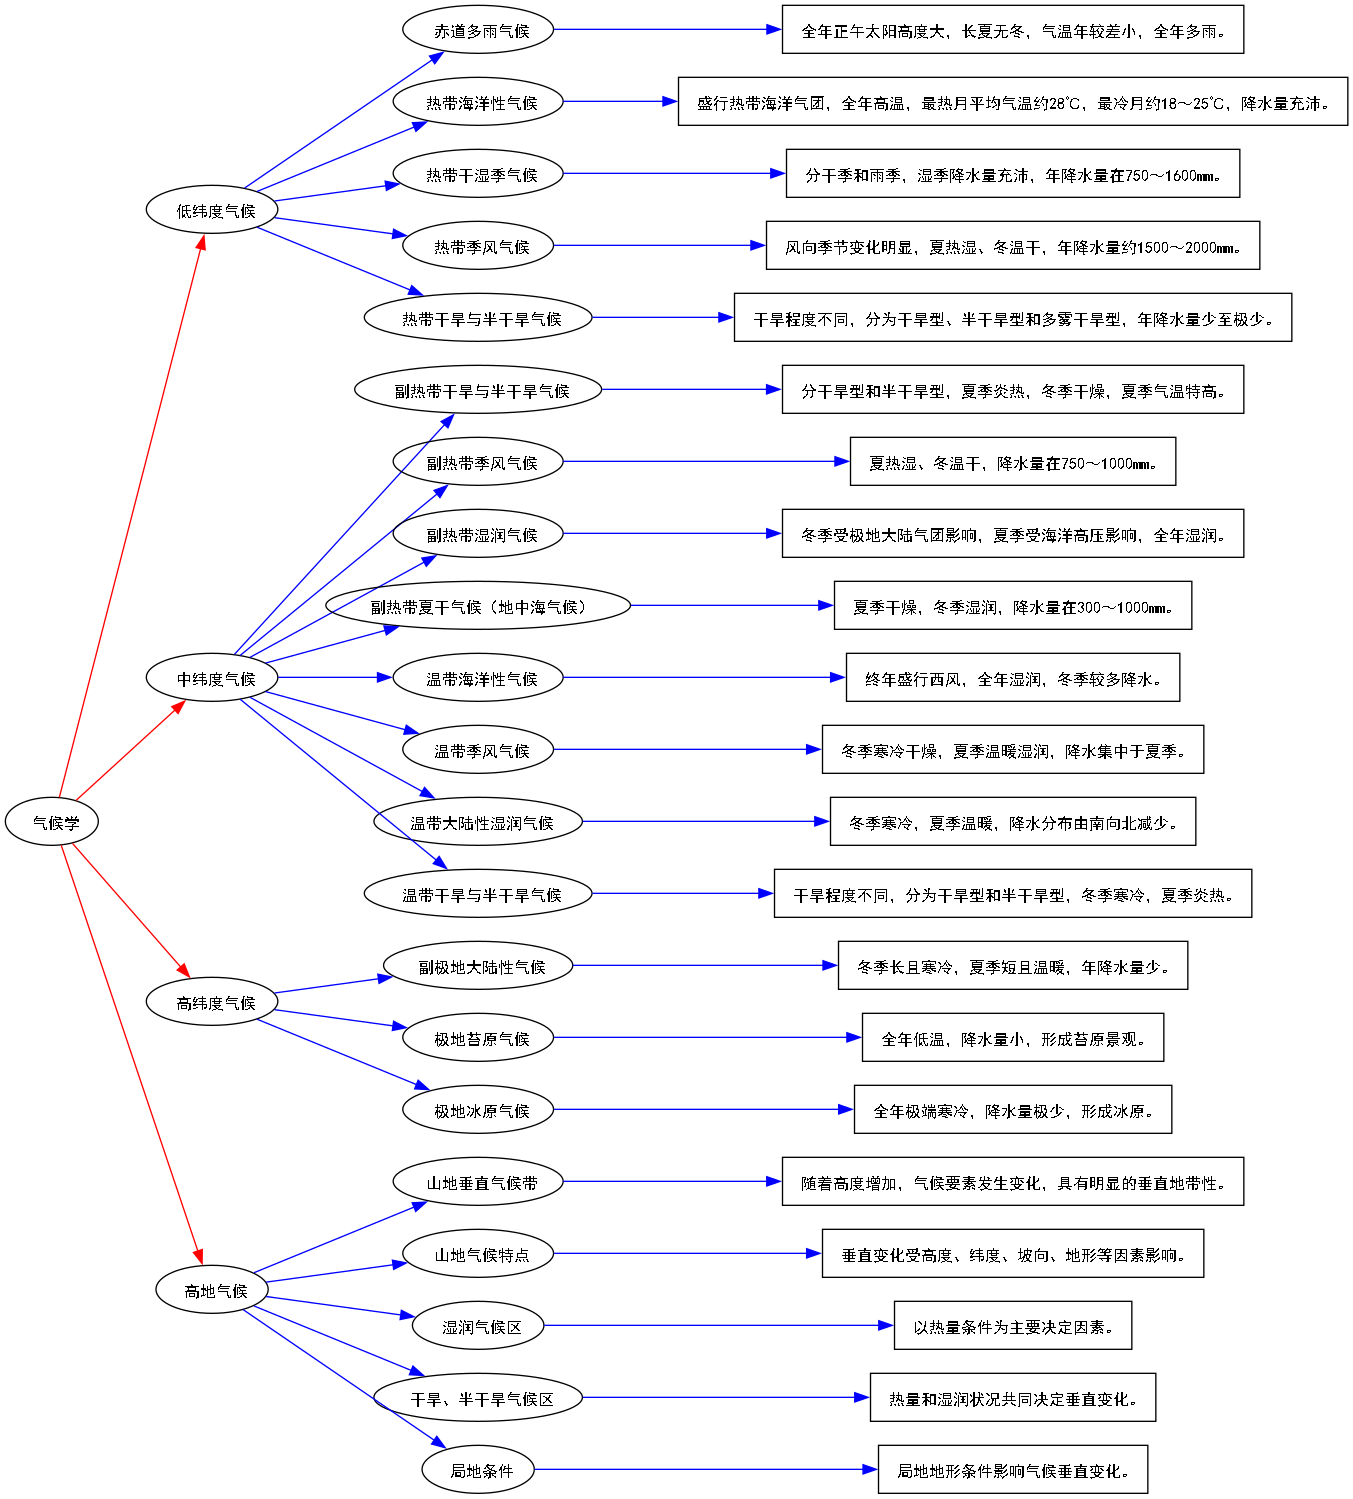 赤道多雨气候
全年正午太阳高度大，长夏无冬，气温年较差小，全年多雨。
热带海洋性气候
盛行热带海洋气团，全年高温，最热月平均气温约28℃，最冷月约18～25℃，降水量充沛。
热带干湿季气候
分干季和雨季，湿季降水量充沛，年降水量在750～1600mm。
低纬度气候
热带季风气候
风向季节变化明显，夏热湿、冬温干，年降水量约1500～2000mm。
热带干旱与半干旱气候
干旱程度不同，分为干旱型、半干旱型和多雾干旱型，年降水量少至极少。
副热带干旱与半干旱气候
分干旱型和半干旱型，夏季炎热，冬季干燥，夏季气温特高。
副热带季风气候
夏热湿、冬温干，降水量在750～1000mm。
副热带湿润气候
冬季受极地大陆气团影响，夏季受海洋高压影响，全年湿润。
副热带夏干气候（地中海气候）
夏季干燥，冬季湿润，降水量在300～1000mm。
中纬度气候
温带海洋性气候
终年盛行西风，全年湿润，冬季较多降水。
温带季风气候
冬季寒冷干燥，夏季温暖湿润，降水集中于夏季。
气候学
温带大陆性湿润气候
冬季寒冷，夏季温暖，降水分布由南向北减少。
温带干旱与半干旱气候
干旱程度不同，分为干旱型和半干旱型，冬季寒冷，夏季炎热。
副极地大陆性气候
冬季长且寒冷，夏季短且温暖，年降水量少。
高纬度气候
极地苔原气候
全年低温，降水量小，形成苔原景观。
极地冰原气候
全年极端寒冷，降水量极少，形成冰原。
山地垂直气候带
随着高度增加，气候要素发生变化，具有明显的垂直地带性。
山地气候特点
垂直变化受高度、纬度、坡向、地形等因素影响。
高地气候
湿润气候区
以热量条件为主要决定因素。
干旱、半干旱气候区
热量和湿润状况共同决定垂直变化。
局地条件
局地地形条件影响气候垂直变化。